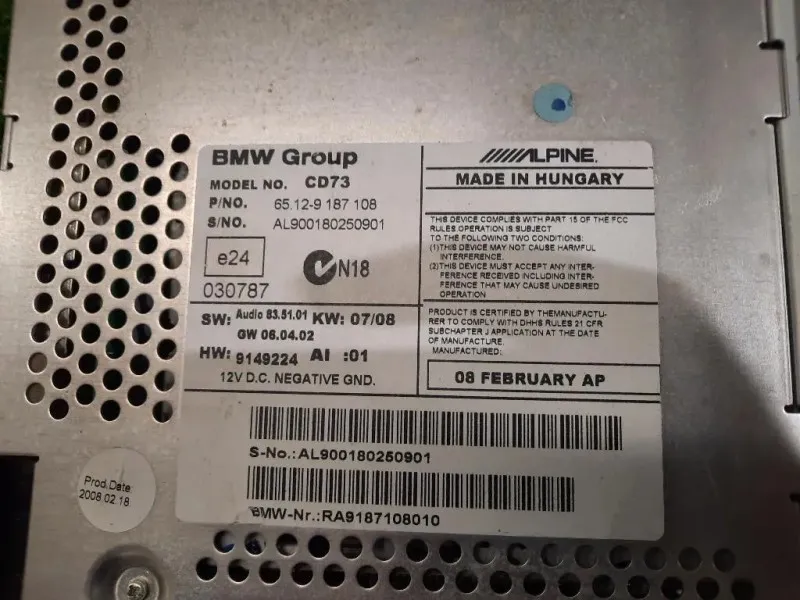 BMW Group
MODEL NO. CD73
P/NO. 65.12-9 187 108
S/NO. AL900180250901
e24
030787
N18
SW: Audio 83.51.01 KW: 07/08
GW 06.04.02
HW: 9149224 AI :01
12V D.C. NEGATIVE GND.
ALPINE.
MADE IN HUNGARY
THIS DEVICE COMPLIES WITH PART 15 OF THE FCC
RULES.OPERATION IS SUBJECT
TO THE FOLLOWING TWO CONDITIONS:
(1)THIS DEVICE MAY NOT CAUSE HARMFUL
INTERFERENCE.
(2)THIS DEVICE MUST ACCEPT ANY INTER-
FERENCE RECEIVED INCLUDING INTER-
FERENCE THAT MAY CAUSE UNDESIRED
OPERATION
PRODUCT IS CERTIFIED BY THEMANUFACTU-
RER TO COMPLY WITH DHHS RULES 21 CFR
SUBCHAPTER J APPLICATION AT THE DATE
OF MANUFACTURE.
MANUFACTURED:
08 FEBRUARY AP
S-No.:AL900180250901
BMW-Nr.:RA9187108010
Prod.Date:
2008.02.18